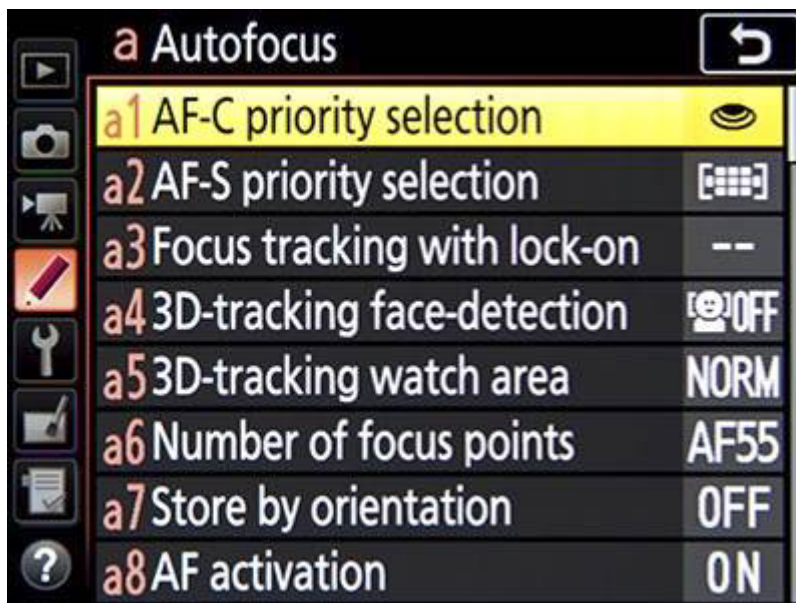 a Autofocus
a1 AF-C priority selection
a2 AF-S priority selection
a3 Focus tracking with lock-on --
a4 3D-tracking face-detection OFF
a5 3D-tracking watch area NORM
a6 Number of focus points AF55
a7 Store by orientation OFF
a8 AF activation ON
?